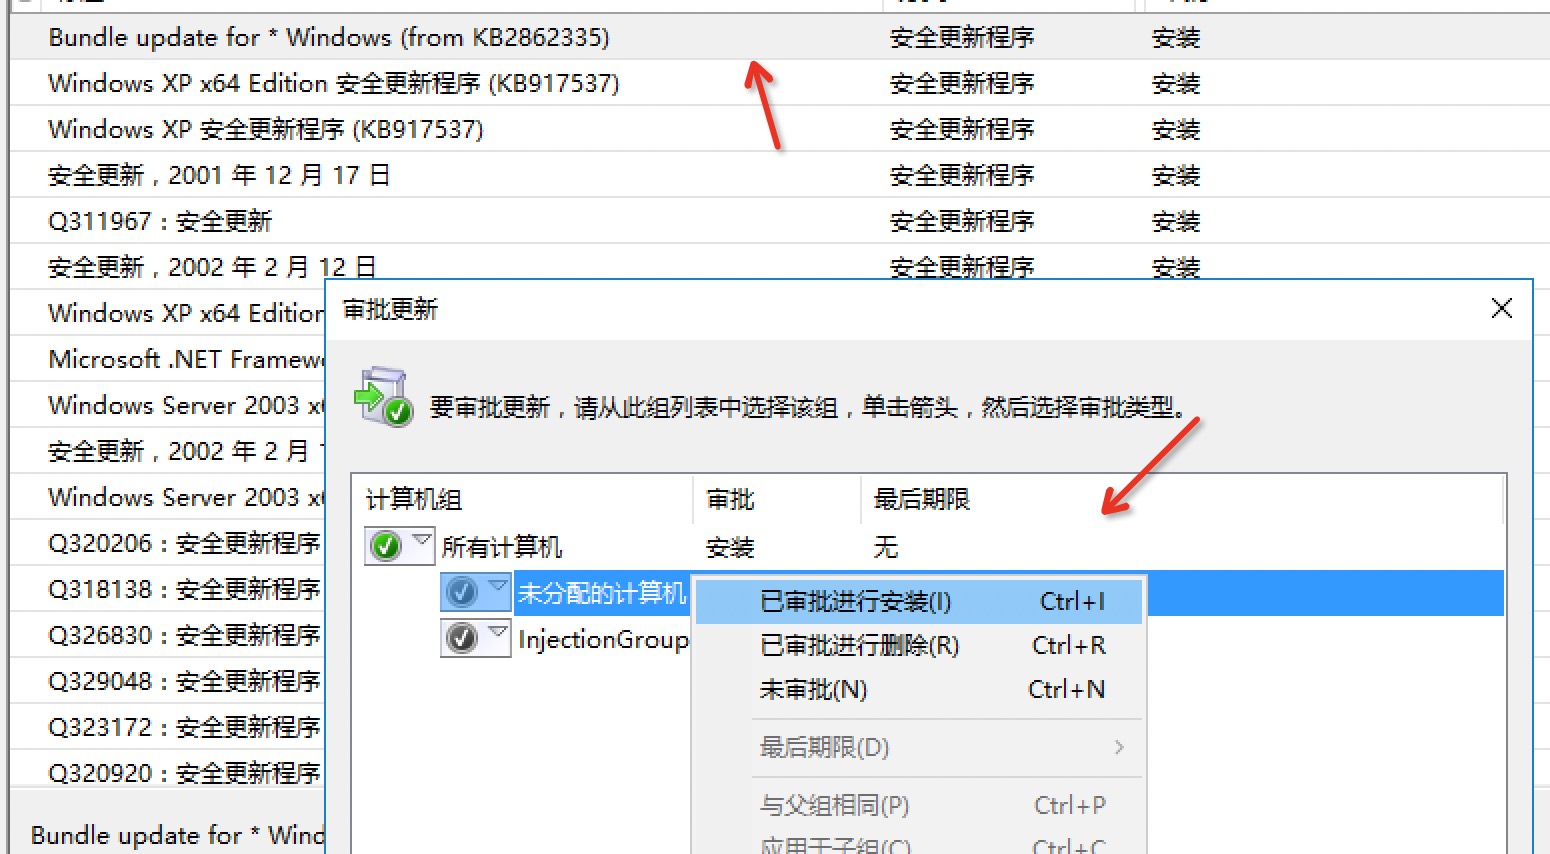 Bundle update for * Windows (from KB2862335) 安全更新程序 安装
Windows XP x64 Edition 安全更新程序 (KB917537) 安全更新程序 安装
Windows XP 安全更新程序 (KB917537) 安全更新程序 安装
安全更新，2001 年 12 月 17 日 安全更新程序 安装
Q311967：安全更新 安全更新程序 安装
安全更新，2002 年 2 月 12 日 安全更新程序 安装
Windows XP x64 Edition
Microsoft .NET Framew
Windows Server 2003 x
安全更新，2002 年 2 月
Windows Server 2003 x
Q320206：安全更新程序
Q318138：安全更新程序
Q326830：安全更新程序
Q329048：安全更新程序
Q323172：安全更新程序
Q320920：安全更新程序
Bundle update for * Wind
审批更新
要审批更新，请从此组列表中选择该组，单击箭头，然后选择审批类型。
计算机组 审批 最后期限
所有计算机 安装 无
未分配的计算机
InjectionGroup
已审批进行安装(I) Ctrl+I
已审批进行删除(R) Ctrl+R
未审批(N) Ctrl+N
最后期限(D)
与父组相同(P) Ctrl+P
应用于子组(C) Ctrl+C